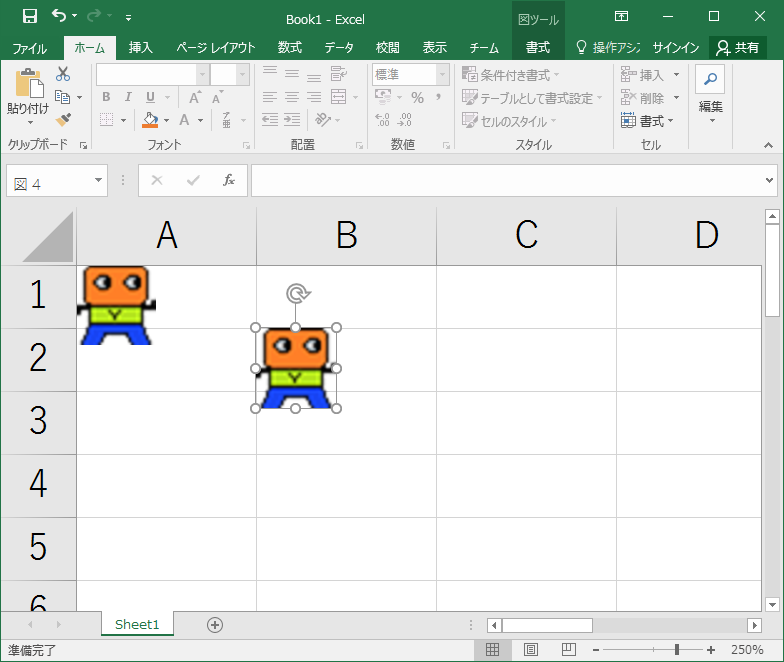 Book1 - Excel
図ツール
ファイル ホーム 挿入 ページ レイアウト 数式 データ 校閲 表示 チーム 書式 操作アシ サインイン 共有
貼り付け
B I U A A
亜
標準
% ,
条件付き書式
テーブルとして書式設定
セルのスタイル
挿入
削除
書式
編集
クリップボード フォント 配置 数値 スタイル セル
図 4 fx
A B C D
1
2
3
4
5
6
Sheet1
準備完了 250%